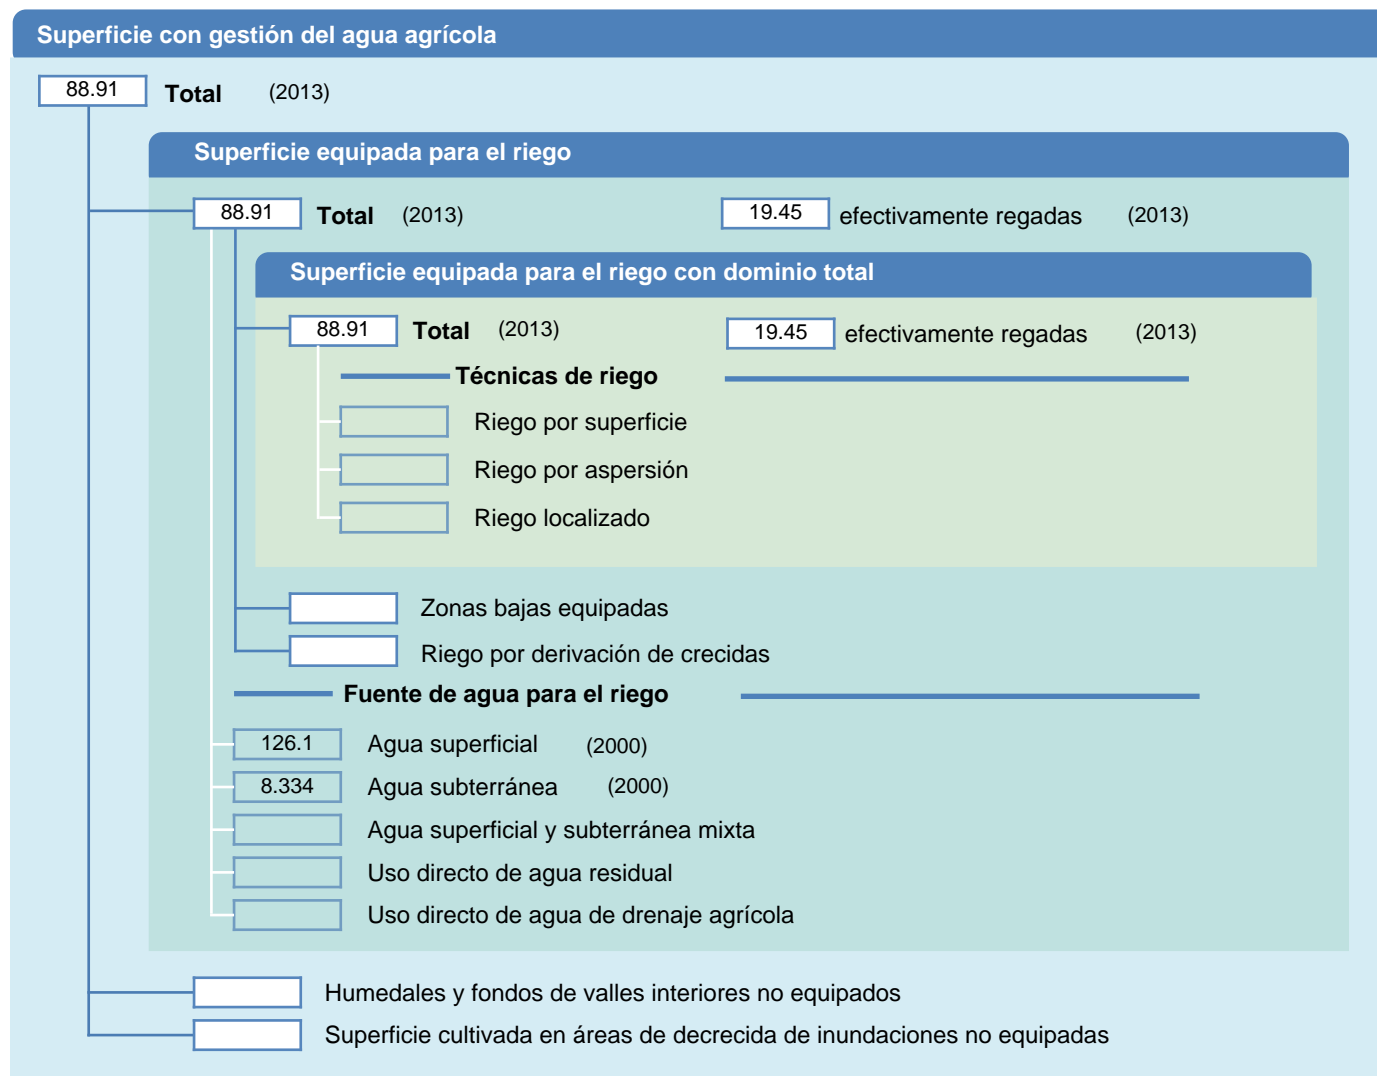 Superficie con gestión del agua agrícola
88.91 Total (2013)
Superficie equipada para el riego
88.91 Total (2013) 19.45 efectivamente regadas (2013)
Superficie equipada para el riego con dominio total
88.91 Total (2013) 19.45 efectivamente regadas (2013)
Técnicas de riego
Riego por superficie
Riego por aspersión
Riego localizado
Zonas bajas equipadas
Riego por derivación de crecidas
Fuente de agua para el riego
126.1 Agua superficial (2000)
8.334 Agua subterránea (2000)
Agua superficial y subterránea mixta
Uso directo de agua residual
Uso directo de agua de drenaje agrícola
Humedales y fondos de valles interiores no equipados
Superficie cultivada en áreas de decrecida de inundaciones no equipadas